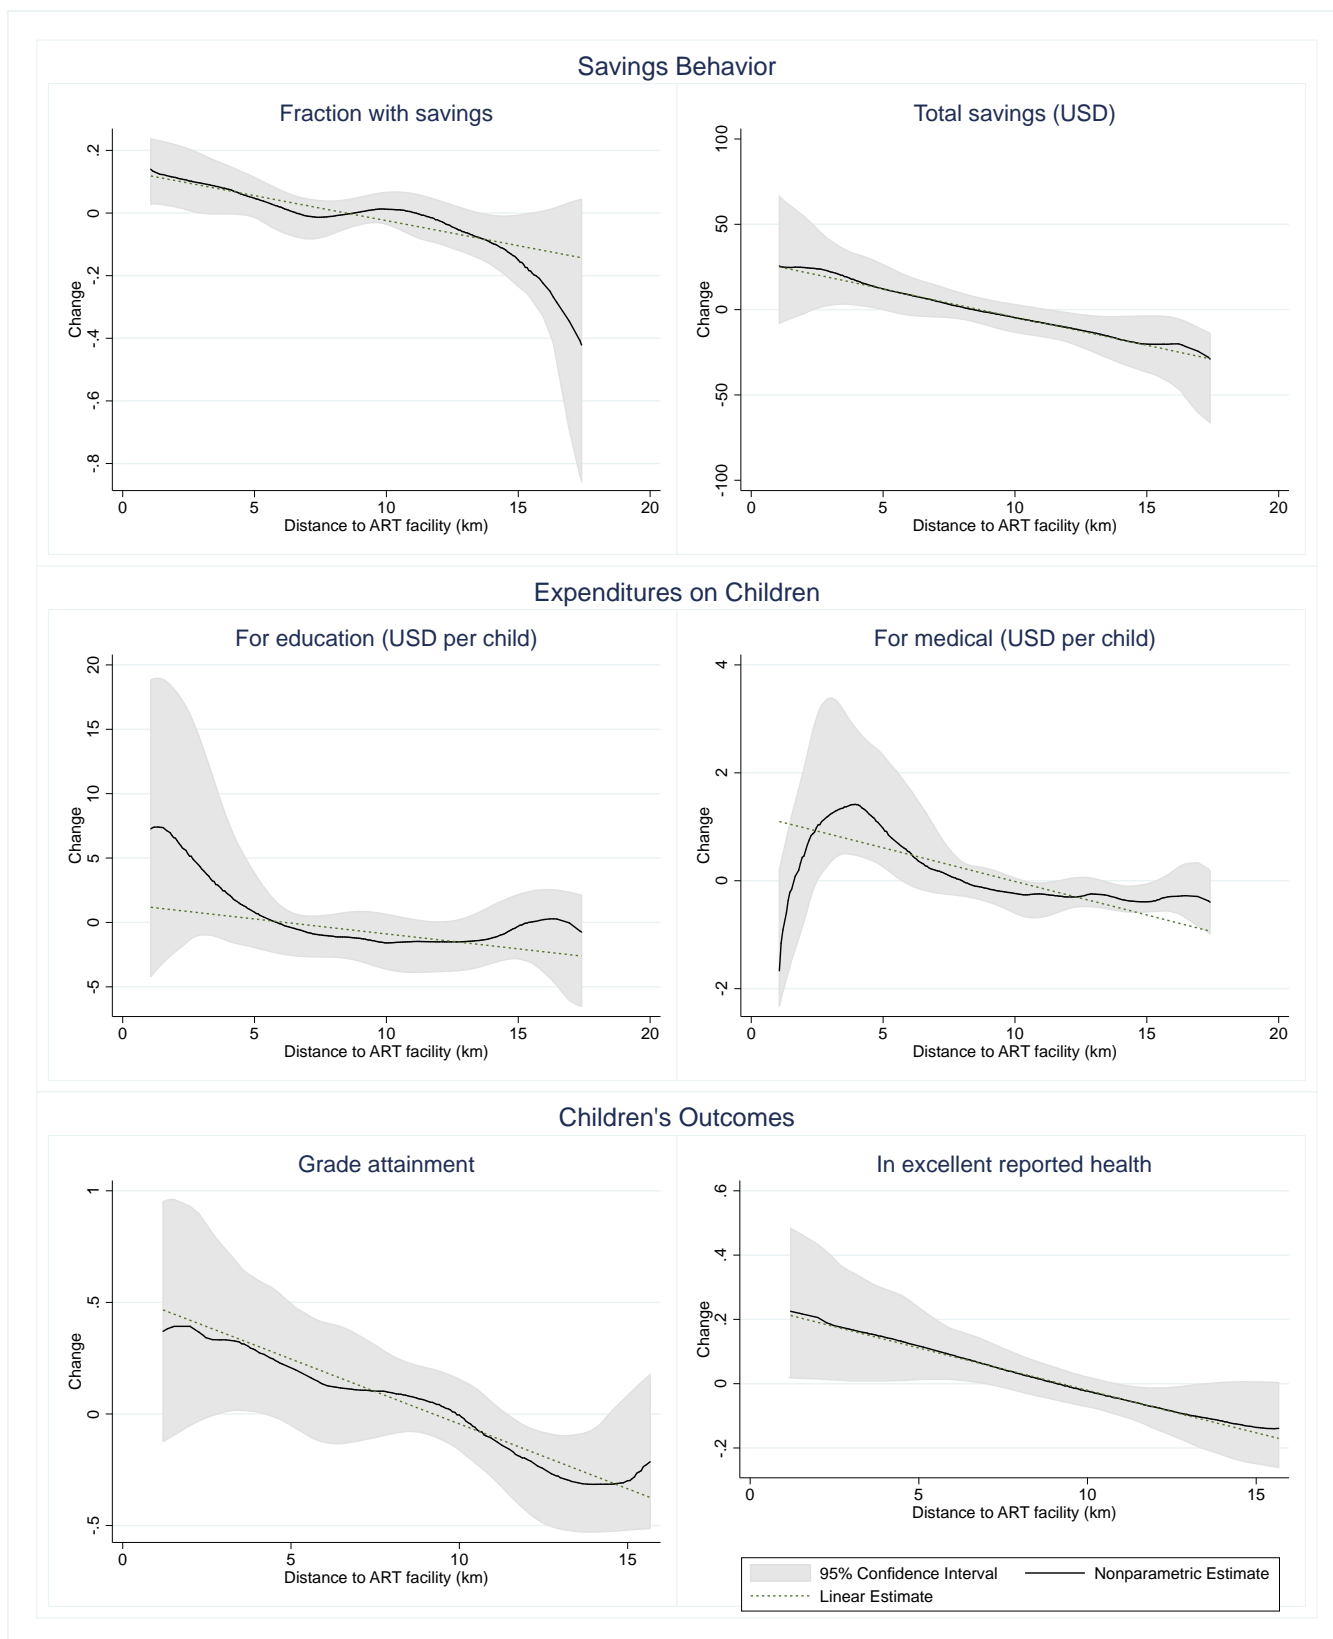 Savings Behavior
Fraction with savings
Change
.2
0
-.2
-.4
-.6
-.8
0 5 10 15 20
Distance to ART facility (km)
Total savings (USD)
Change
100
50
0
-50
-100
0 5 10 15 20
Distance to ART facility (km)
Expenditures on Children
For education (USD per child)
Change
20
15
10
5
0
-5
0 5 10 15 20
Distance to ART facility (km)
For medical (USD per child)
Change
4
2
0
-2
0 5 10 15 20
Distance to ART facility (km)
Children's Outcomes
Grade attainment
Change
1
.5
0
-.5
0 5 10 15
Distance to ART facility (km)
In excellent reported health
Change
.6
.4
.2
0
-.2
0 5 10 15
Distance to ART facility (km)
95% Confidence Interval Nonparametric Estimate
Linear Estimate